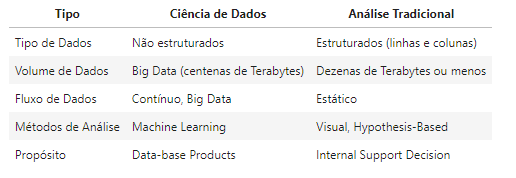 Tipo Ciência de Dados Análise Tradicional
Tipo de Dados Não estruturados Estruturados (linhas e colunas)
Volume de Dados Big Data (centenas de Terabytes) Dezenas de Terabytes ou menos
Fluxo de Dados Contínuo, Big Data Estático
Métodos de Análise Machine Learning Visual, Hypothesis-Based
Propósito Data-base Products Internal Support Decision